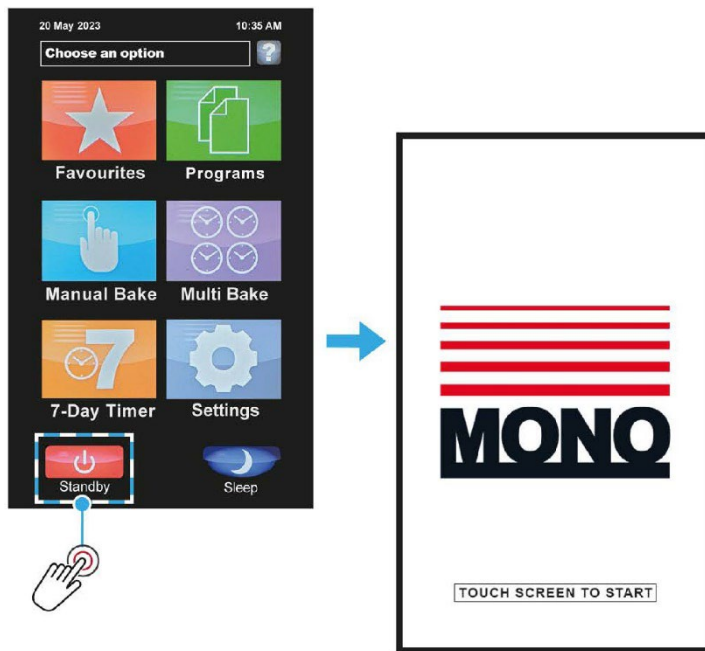 20 May 2023 10:35 AM
Choose an option ?
Favourites Programs
Manual Bake Multi Bake
7
7-Day Timer Settings
Standby Sleep
MONO
TOUCH SCREEN TO START